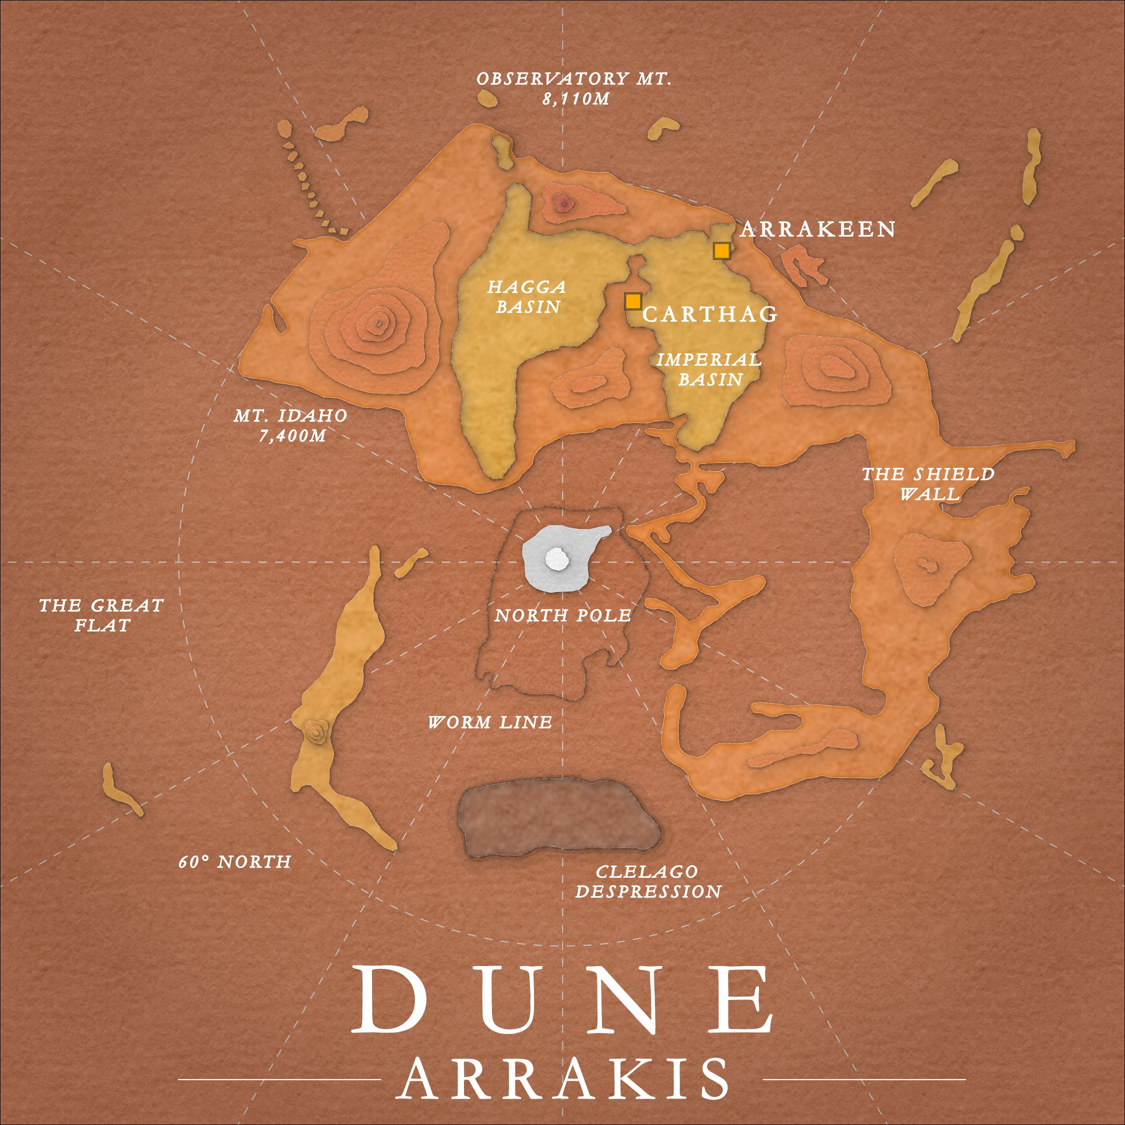 OBSERVATORY MT.
8,110M
ARRAKEEN
HAGGA
BASIN
CARTHAG
IMPERIAL
BASIN
MT. IDAHO
7,400M
THE SHIELD
WALL
THE GREAT
FLAT
NORTH POLE
WORM LINE
60° NORTH
CLELAGO
DESPRESSION
DUNE
ARRAKIS